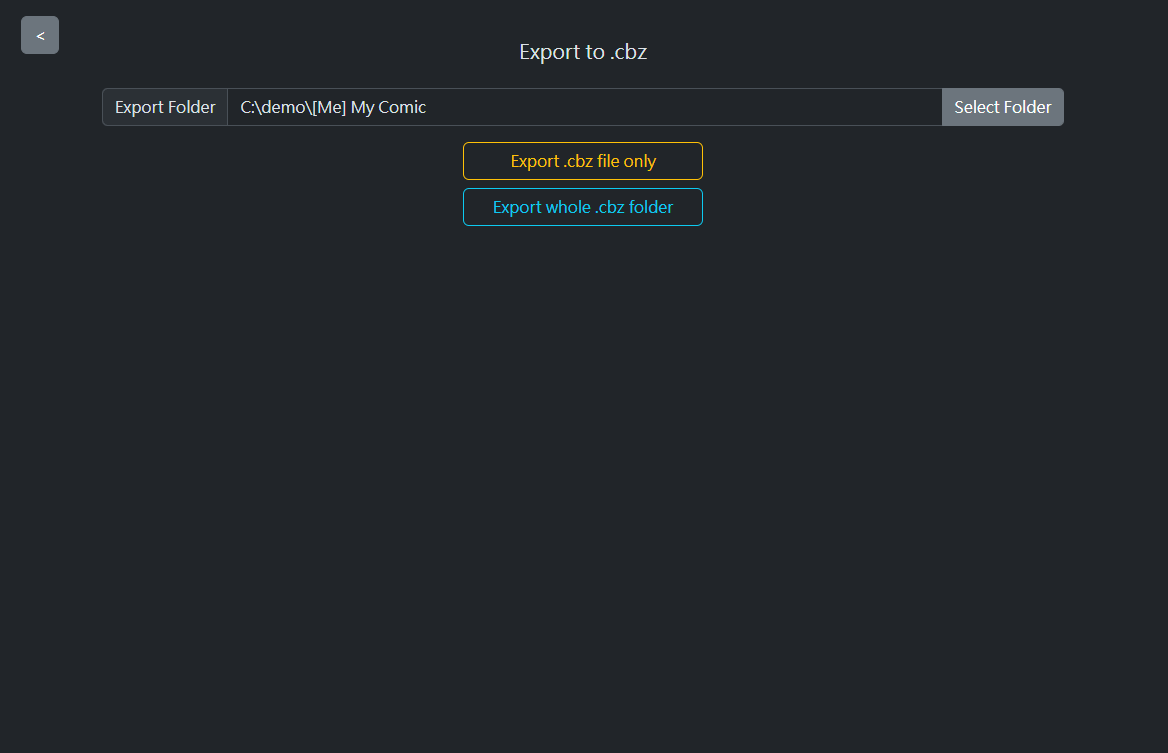 <
Export to .cbz
Export Folder C:\demo\[Me] My Comic Select Folder
Export .cbz file only
Export whole .cbz folder